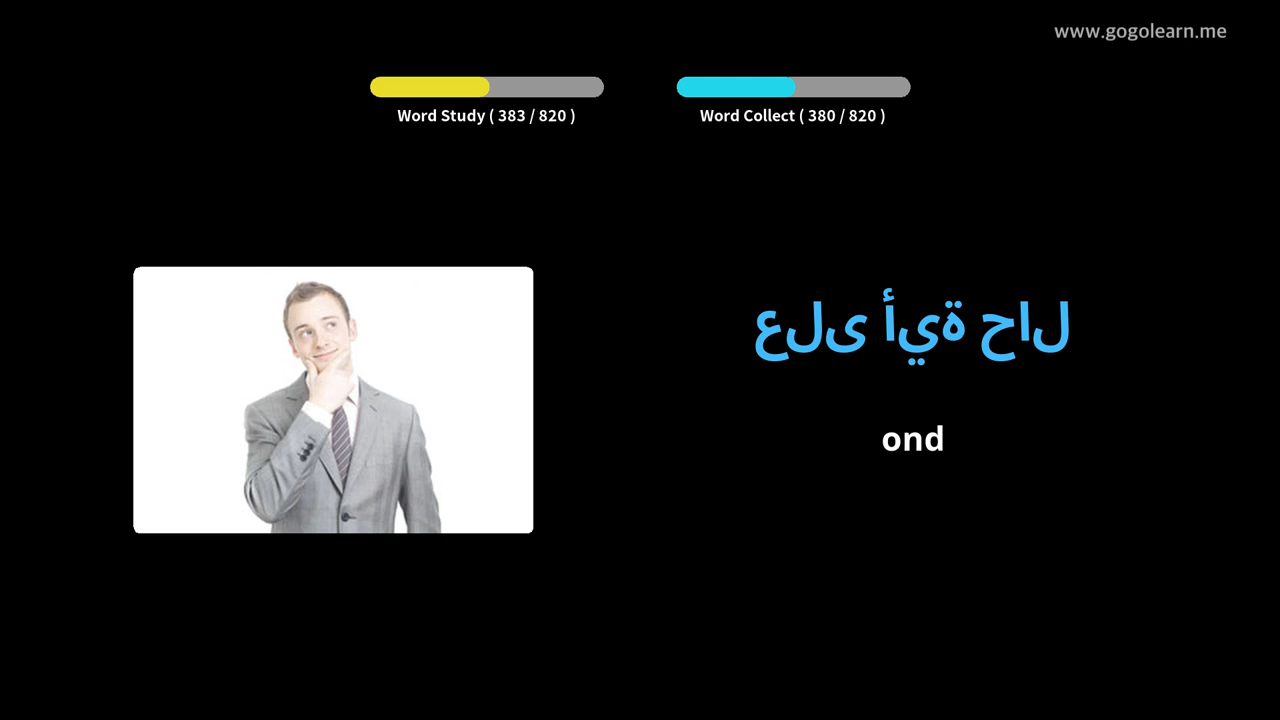 www.gogolearn.me
Word Study ( 383 / 820 )
Word Collect ( 380 / 820 )
على أية حال
ond